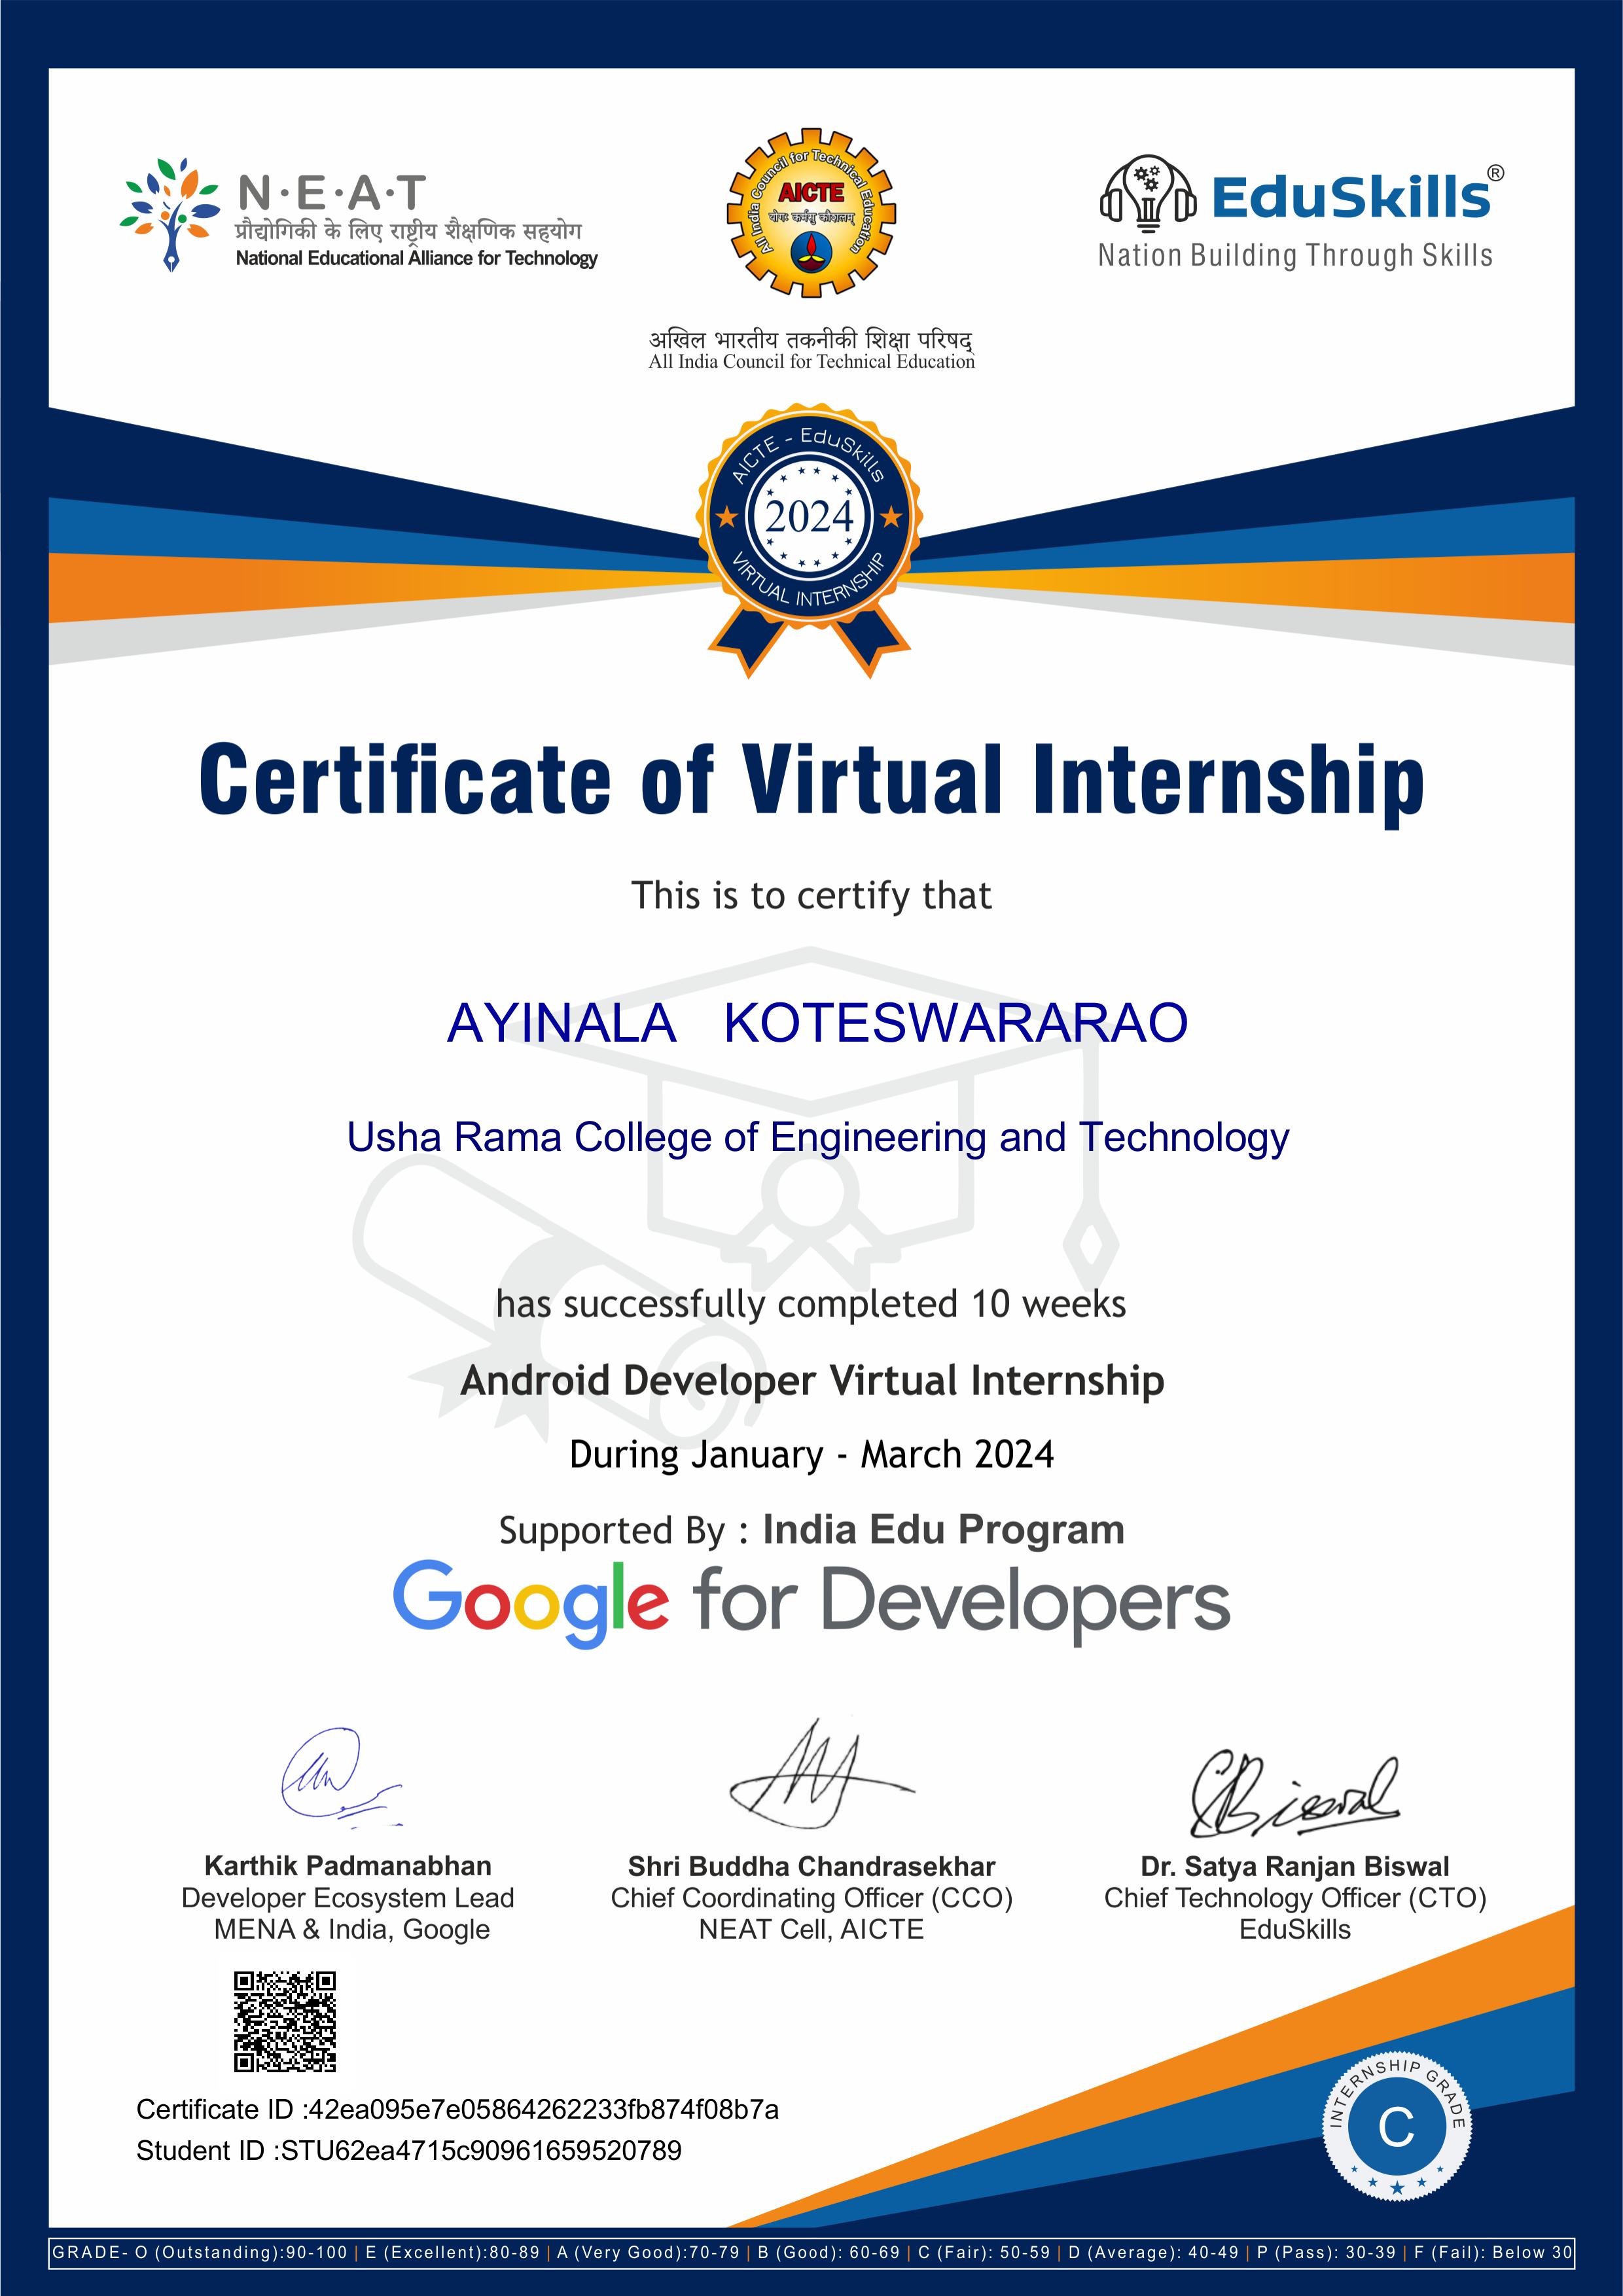 N·E·A·T
प्रौद्योगिकी के लिए राष्ट्रीय शैक्षणिक सहयोग
National Educational Alliance for Technology
All India Council for Technical Education
AICTE
योगः कर्मसु कौशलम्
अखिल भारतीय तकनीकी शिक्षा परिषद्
All India Council for Technical Education
EduSkills®
Nation Building Through Skills
AICTE - EduSkills
2024
VIRTUAL INTERNSHIP
Certificate of Virtual Internship
This is to certify that
AYINALA KOTESWARARAO
Usha Rama College of Engineering and Technology
has successfully completed 10 weeks
Android Developer Virtual Internship
During January - March 2024
Supported By : India Edu Program
Google for Developers
Biswal
Karthik Padmanabhan
Developer Ecosystem Lead
MENA & India, Google
Shri Buddha Chandrasekhar
Chief Coordinating Officer (CCO)
NEAT Cell, AICTE
Dr. Satya Ranjan Biswal
Chief Technology Officer (CTO)
EduSkills
Certificate ID :42ea095e7e05864262233fb874f08b7a
Student ID :STU62ea4715c90961659520789
INTERNSHIP GRADE
C
GRADE- O (Outstanding):90-100 | E (Excellent):80-89 | A (Very Good):70-79 | B (Good): 60-69 | C (Fair): 50-59 | D (Average): 40-49 | P (Pass): 30-39 | F (Fail): Below 30